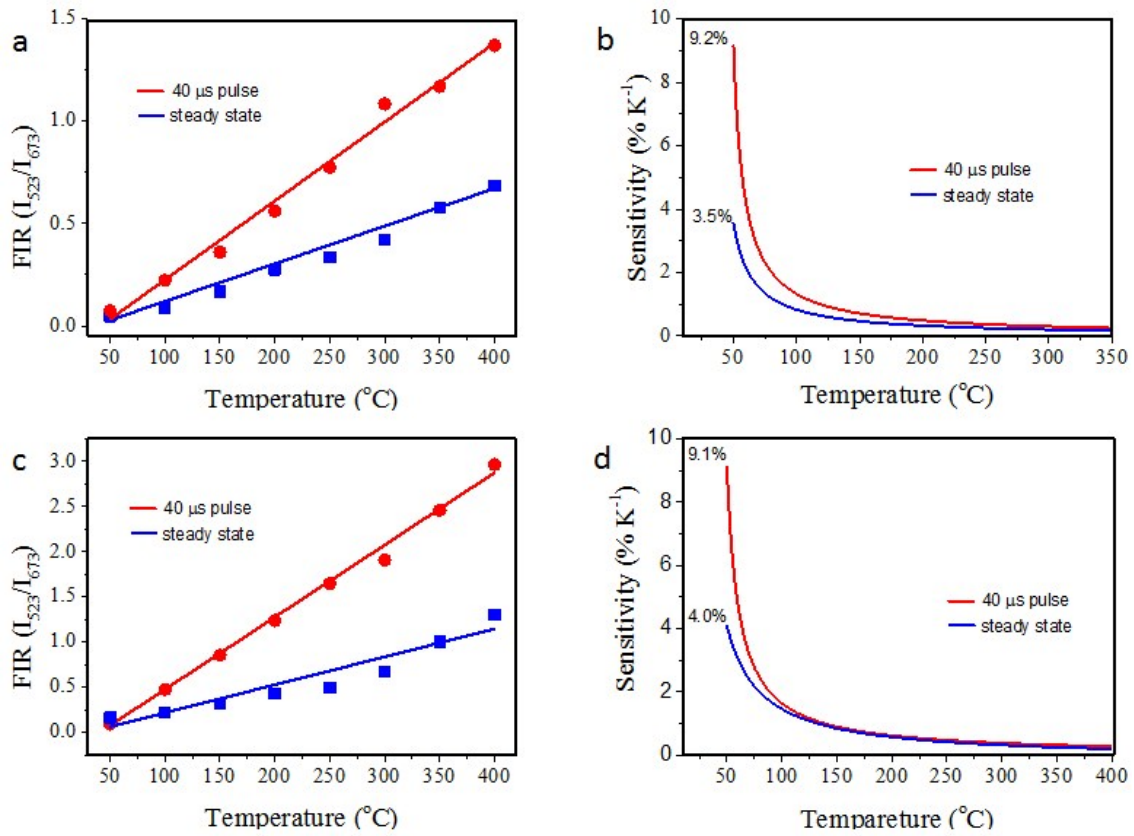 a
1.5
1.0
0.5
0.0
FIR (I523/I673)
40 μs pulse
steady state
50 100 150 200 250 300 350 400
Temperature (°C)
b
10
8
6
4
2
0
Sensitivity (% K⁻¹)
9.2%
3.5%
40 μs pulse
steady state
50 100 150 200 250 300 350
Temperature (°C)
c
3.0
2.5
2.0
1.5
1.0
0.5
0.0
FIR (I523/I673)
40 μs pulse
steady state
50 100 150 200 250 300 350 400
Temperature (°C)
d
10
8
6
4
2
0
Sensitivity (% K⁻¹)
9.1%
4.0%
40 μs pulse
steady state
50 100 150 200 250 300 350 400
Tempareture (°C)